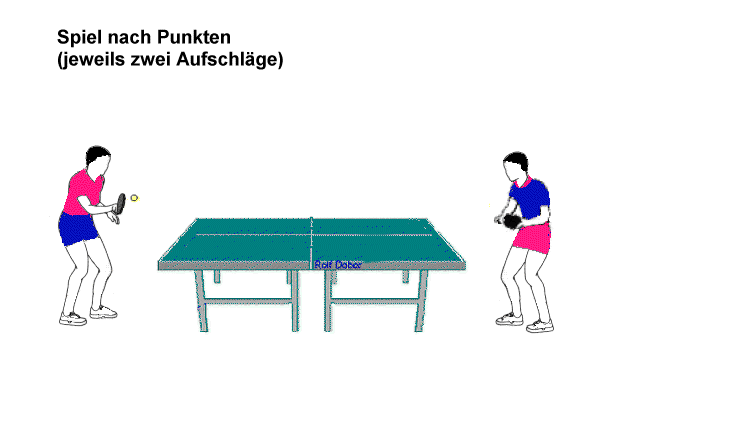 Spiel nach Punkten
(jeweils zwei Aufschläge)
Rolf Dober